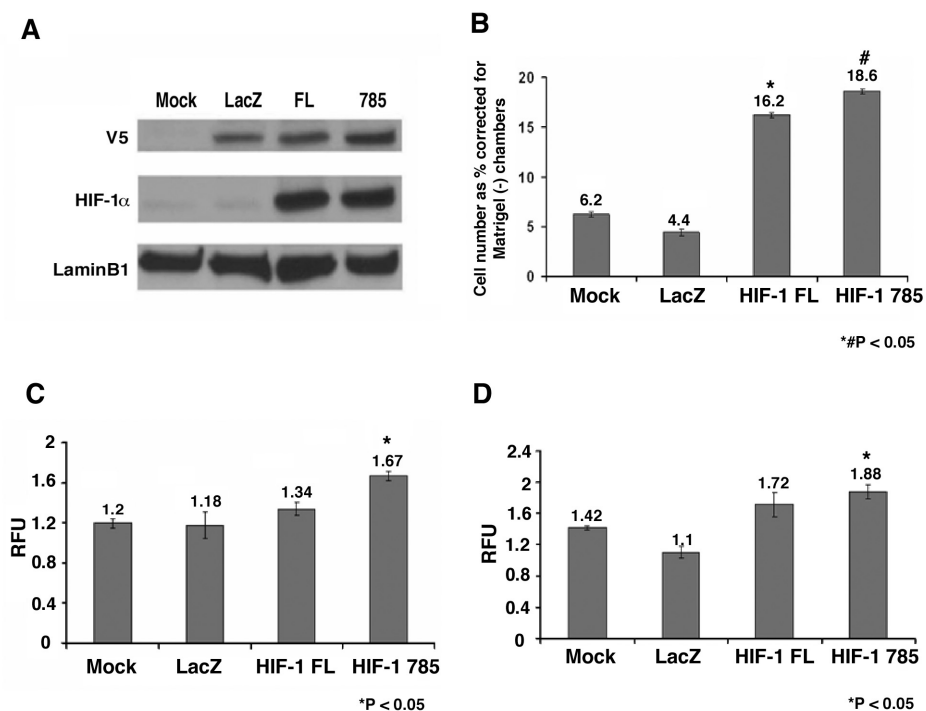 A
Mock LacZ FL 785
V5
HIF-1α
LaminB1
B
Cell number as % corrected for
Matrigel (-) chambers
20
15
10
5
0
6.2
4.4
*
16.2
#
18.6
Mock LacZ HIF-1 FL HIF-1 785
*#P < 0.05
C
RFU
2
1.6
1.2
0.8
0.4
0
1.2
1.18
1.34
*
1.67
Mock LacZ HIF-1 FL HIF-1 785
*P < 0.05
D
RFU
2.4
2
1.6
1.2
0.8
0.4
0
1.42
1.1
1.72
*
1.88
Mock LacZ HIF-1 FL HIF-1 785
*P < 0.05